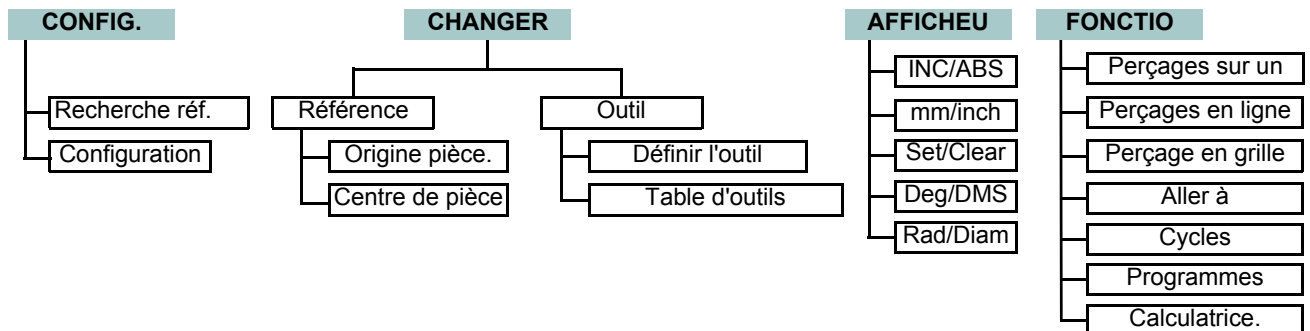 CONFIG.
Recherche réf.
Configuration
CHANGER
Référence
Origine pièce.
Centre de pièce
Outil
Définir l'outil
Table d'outils
AFFICHEU
INC/ABS
mm/inch
Set/Clear
Deg/DMS
Rad/Diam
FONCTIO
Perçages sur un
Perçages en ligne
Perçage en grille
Aller à
Cycles
Programmes
Calculatrice.